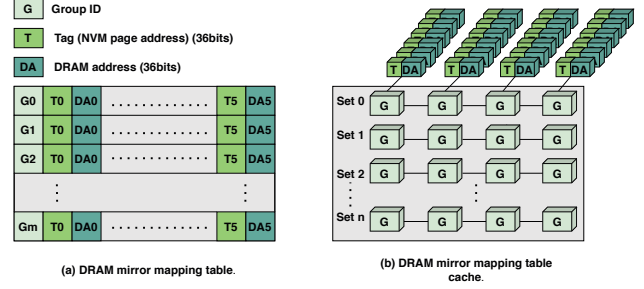 G Group ID
T Tag (NVM page address) (36bits)
DA DRAM address (36bits)
G0 T0 DA0 ............. T5 DA5
G1 T0 DA0 ............. T5 DA5
G2 T0 DA0 ............. T5 DA5
Gm T0 DA0 ............. T5 DA5
(a) DRAM mirror mapping table.
T DA T DA T DA T DA
Set 0 G G G G
Set 1 G G G G
Set 2 G G G G
Set n G G G G
(b) DRAM mirror mapping table
cache.